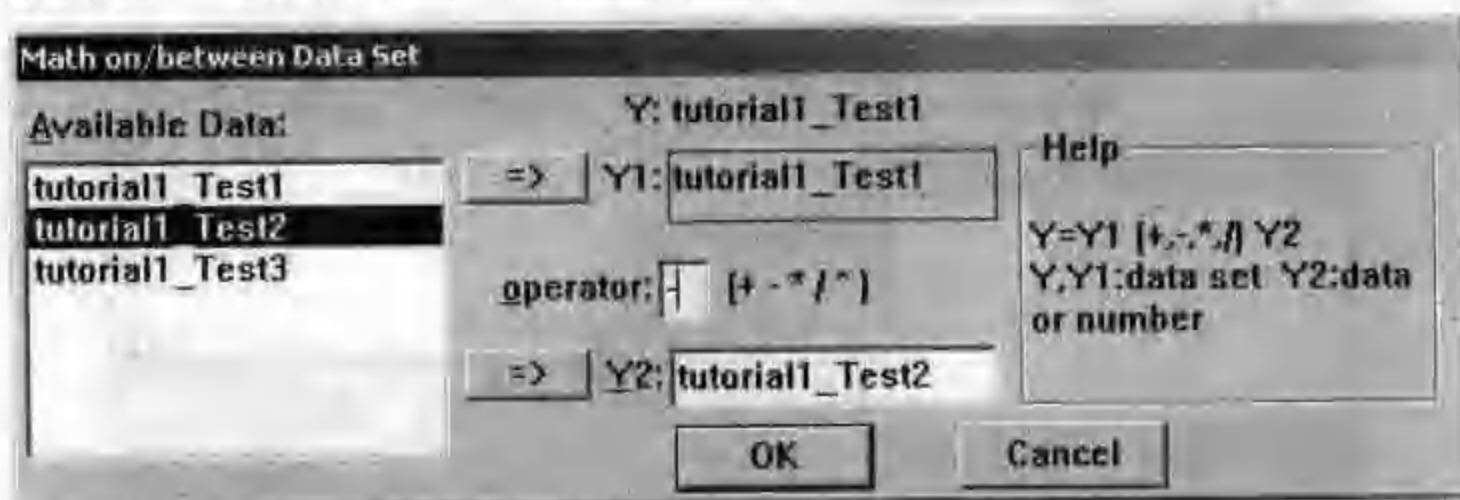 Math on/between Data Set
Available Data:
tutorial1_Test1
tutorial1_Test2
tutorial1_Test3
Y: tutorial1_Test1
=> Y1: tutorial1_Test1
operator: - (+ - * / ^)
=> Y2: tutorial1_Test2
OK Cancel
Help
Y=Y1 [+,-,*,/] Y2
Y,Y1:data set Y2:data
or number